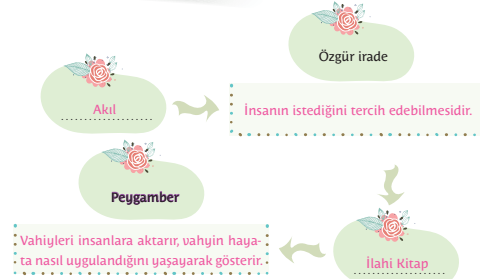 Özgür irade
Akıl
İnsanın istediğini tercih edebilmesidir.
Peygamber
Vahiyleri insanlara aktarır, vahyin haya-
ta nasıl uygulandığını yaşayarak gösterir.
İlahi Kitap